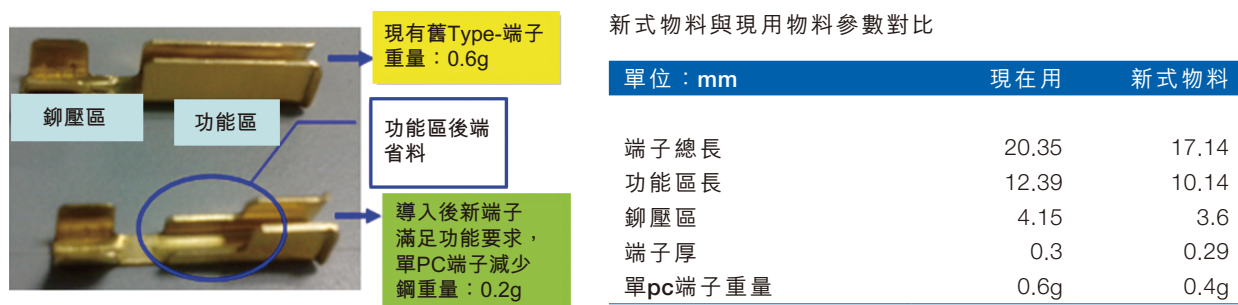 現有舊Type-端子
重量：0.6g
鉚壓區
功能區
功能區後端
省料
導入後新端子
滿足功能要求，
單PC端子減少
鋼重量：0.2g
新式物料與現用物料參數對比
單位：mm 現在用 新式物料
端子總長 20.35 17.14
功能區長 12.39 10.14
鉚壓區 4.15 3.6
端子厚 0.3 0.29
單pc端子重量 0.6g 0.4g